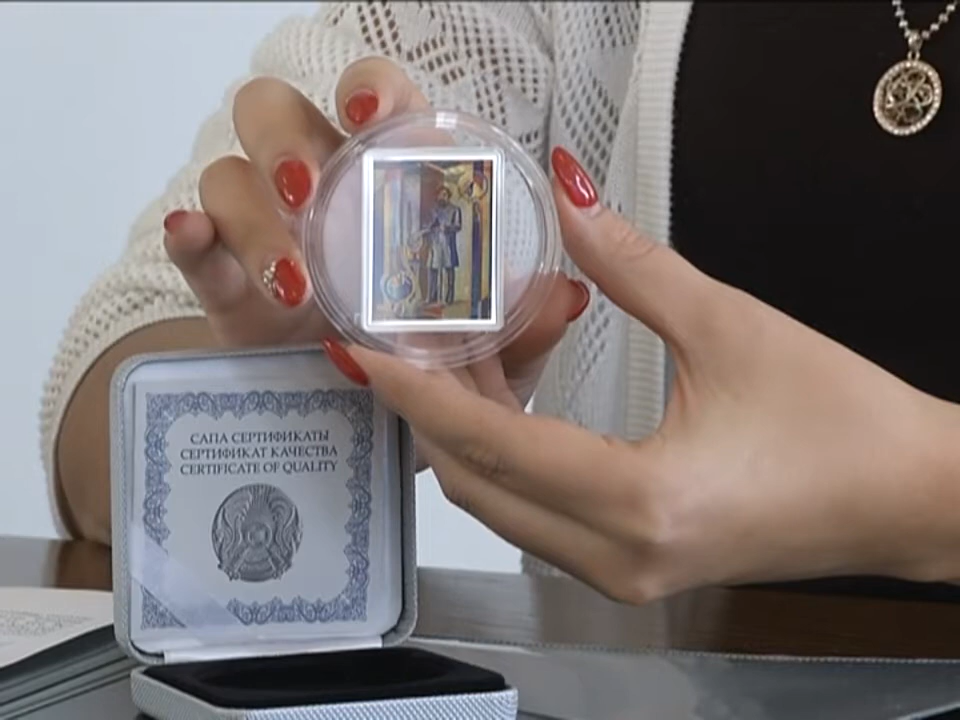 САПА СЕРТИФИКАТЫ
СЕРТИФИКАТ КАЧЕСТВА
CERTIFICATE OF QUALITY